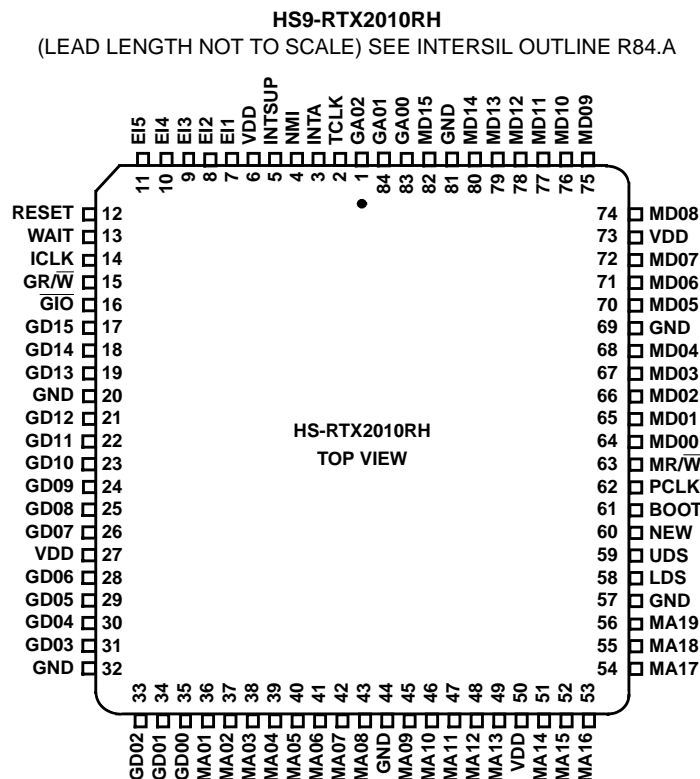 HS9-RTX2010RH
(LEAD LENGTH NOT TO SCALE) SEE INTERSIL OUTLINE R84.A
EI5 EI4 EI3 EI2 EI1 VDD INTSUP NMI INTA TCLK GA02 GA01 GA00 MD15 GND MD14 MD13 MD12 MD11 MD10 MD09
11 10 9 8 7 6 5 4 3 2 1 84 83 82 81 80 79 78 77 76 75
RESET 12
WAIT 13
ICLK 14
GR/W̅ 15
G̅I̅O̅ 16
GD15 17
GD14 18
GD13 19
GND 20
GD12 21
GD11 22
GD10 23
GD09 24
GD08 25
GD07 26
VDD 27
GD06 28
GD05 29
GD04 30
GD03 31
GND 32
HS-RTX2010RH
TOP VIEW
74 MD08
73 VDD
72 MD07
71 MD06
70 MD05
69 GND
68 MD04
67 MD03
66 MD02
65 MD01
64 MD00
63 MR/W̅
62 PCLK
61 BOOT
60 NEW
59 UDS
58 LDS
57 GND
56 MA19
55 MA18
54 MA17
33 34 35 36 37 38 39 40 41 42 43 44 45 46 47 48 49 50 51 52 53
GD02 GD01 GD00 MA01 MA02 MA03 MA04 MA05 MA06 MA07 MA08 GND MA09 MA10 MA11 MA12 MA13 VDD MA14 MA15 MA16